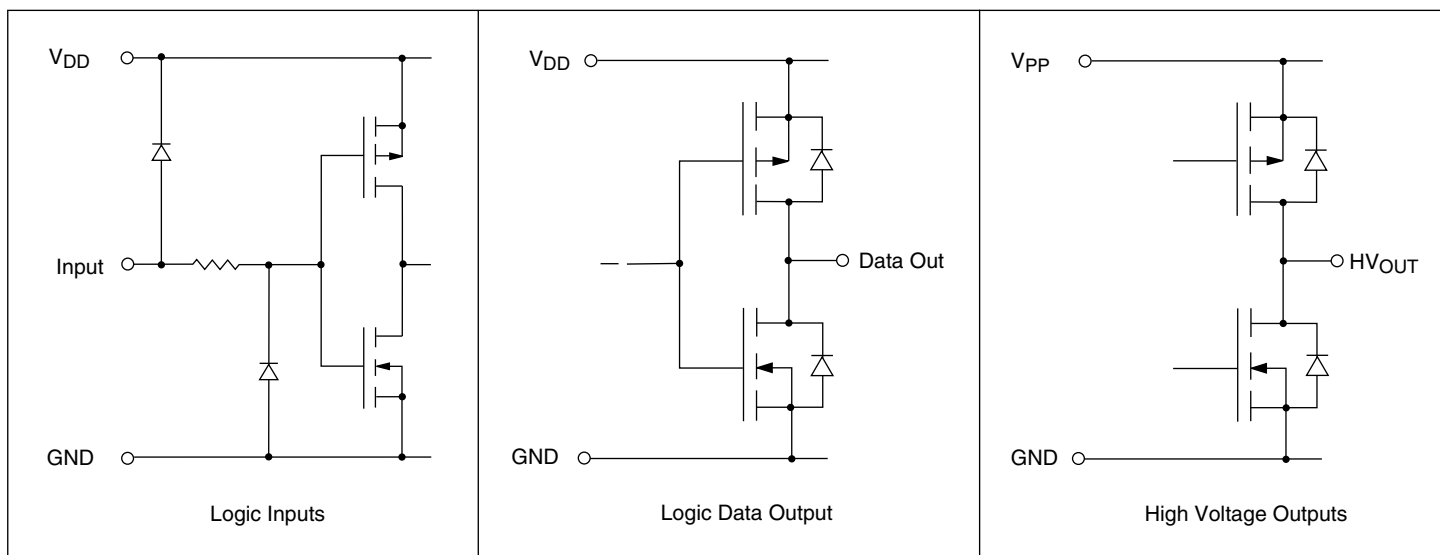 VDD
Input
GND
Logic Inputs
VDD
Data Out
GND
Logic Data Output
VPP
HVOUT
GND
High Voltage Outputs